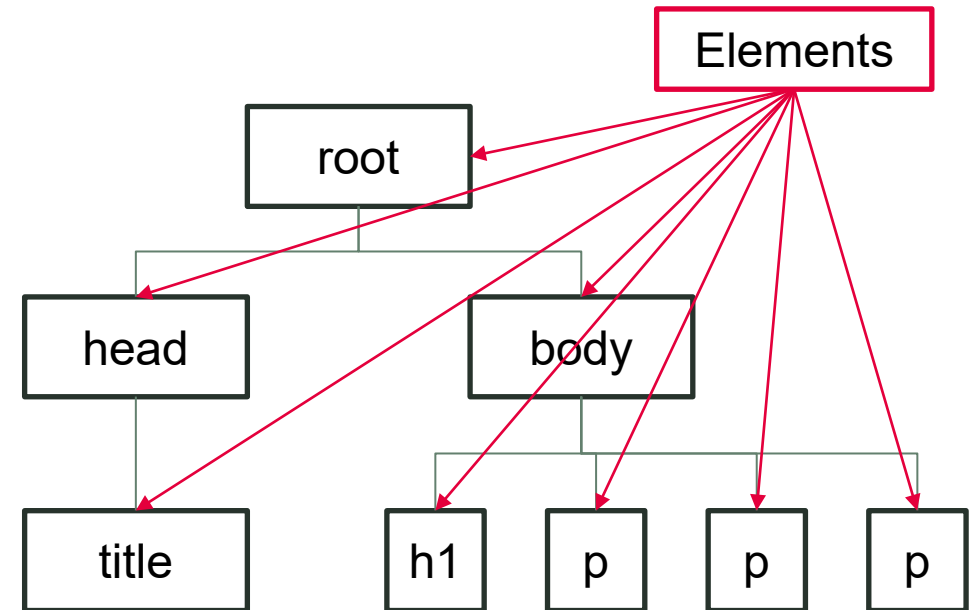 Elements
root
head
body
title
h1
p
p
p